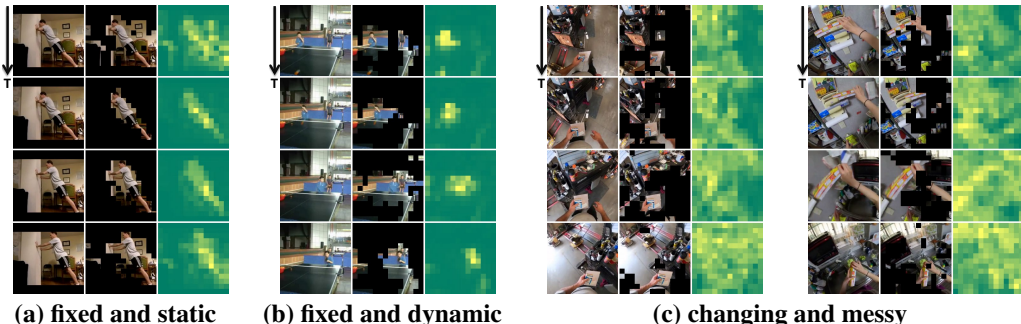 T
T
T
T
(a) fixed and static
(b) fixed and dynamic
(c) changing and messy